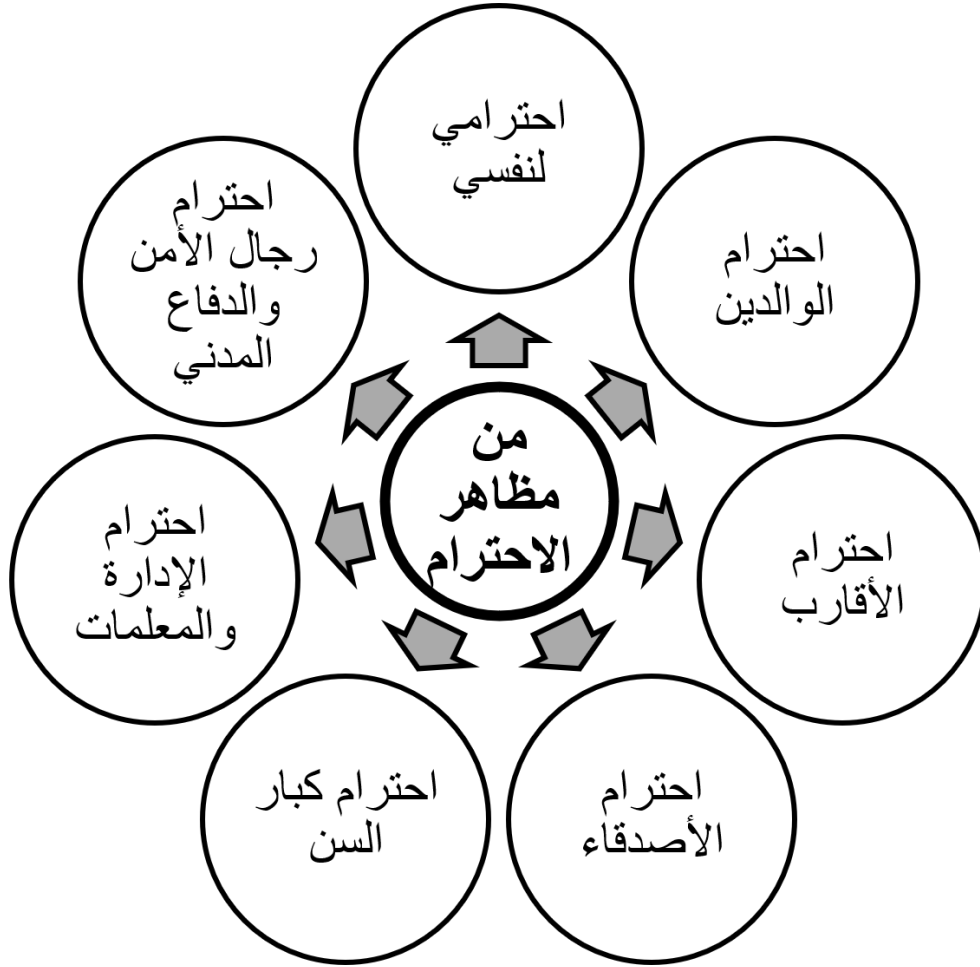 من
مظاهر
الاحترام
احترامي
لنفسي
احترام
الوالدين
احترام
الأقارب
احترام
الأصدقاء
احترام كبار
السن
احترام
الإدارة
والمعلمات
احترام
رجال الأمن
والدفاع
المدني